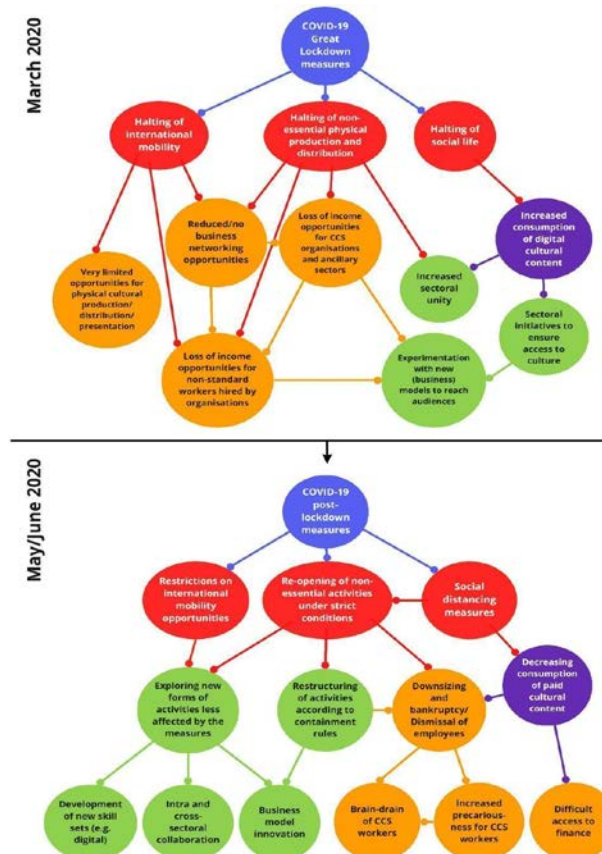 March 2020
COVID-19
Great
Lockdown
measures
Halting of
international
mobility
Halting of non-
essential physical
production and
distribution
Halting of
social life
Reduced/no
business
networking
opportunities
Loss of income
opportunities
for CCS
organisations
and ancillary
sectors
Increased
consumption
of digital
cultural
content
Very limited
opportunities for
physical cultural
production/
distribution/
presentation
Increased
sectoral
unity
Sectoral
initiatives to
ensure
access to
culture
Loss of income
opportunities for
non-standard
workers hired by
organisations
Experimentation
with new
(business)
models to reach
audiences
May/June 2020
COVID-19
post-
lockdown
measures
Restrictions on
international
mobility
opportunities
Re-opening of non-
essential activities
under strict
conditions
Social
distancing
measures
Exploring new
forms of
activities less
affected by the
measures
Restructuring
of activities
according to
containment
rules
Downsizing
and
bankruptcy/
Dismissal of
employees
Decreasing
consumption
of paid
cultural
content
Development
of new skill
sets (e.g.
digital)
Intra and
cross-
sectoral
collaboration
Business
model
innovation
Brain-drain
of CCS
workers
Increased
precarious-
ness for CCS
workers
Difficult
access to
finance